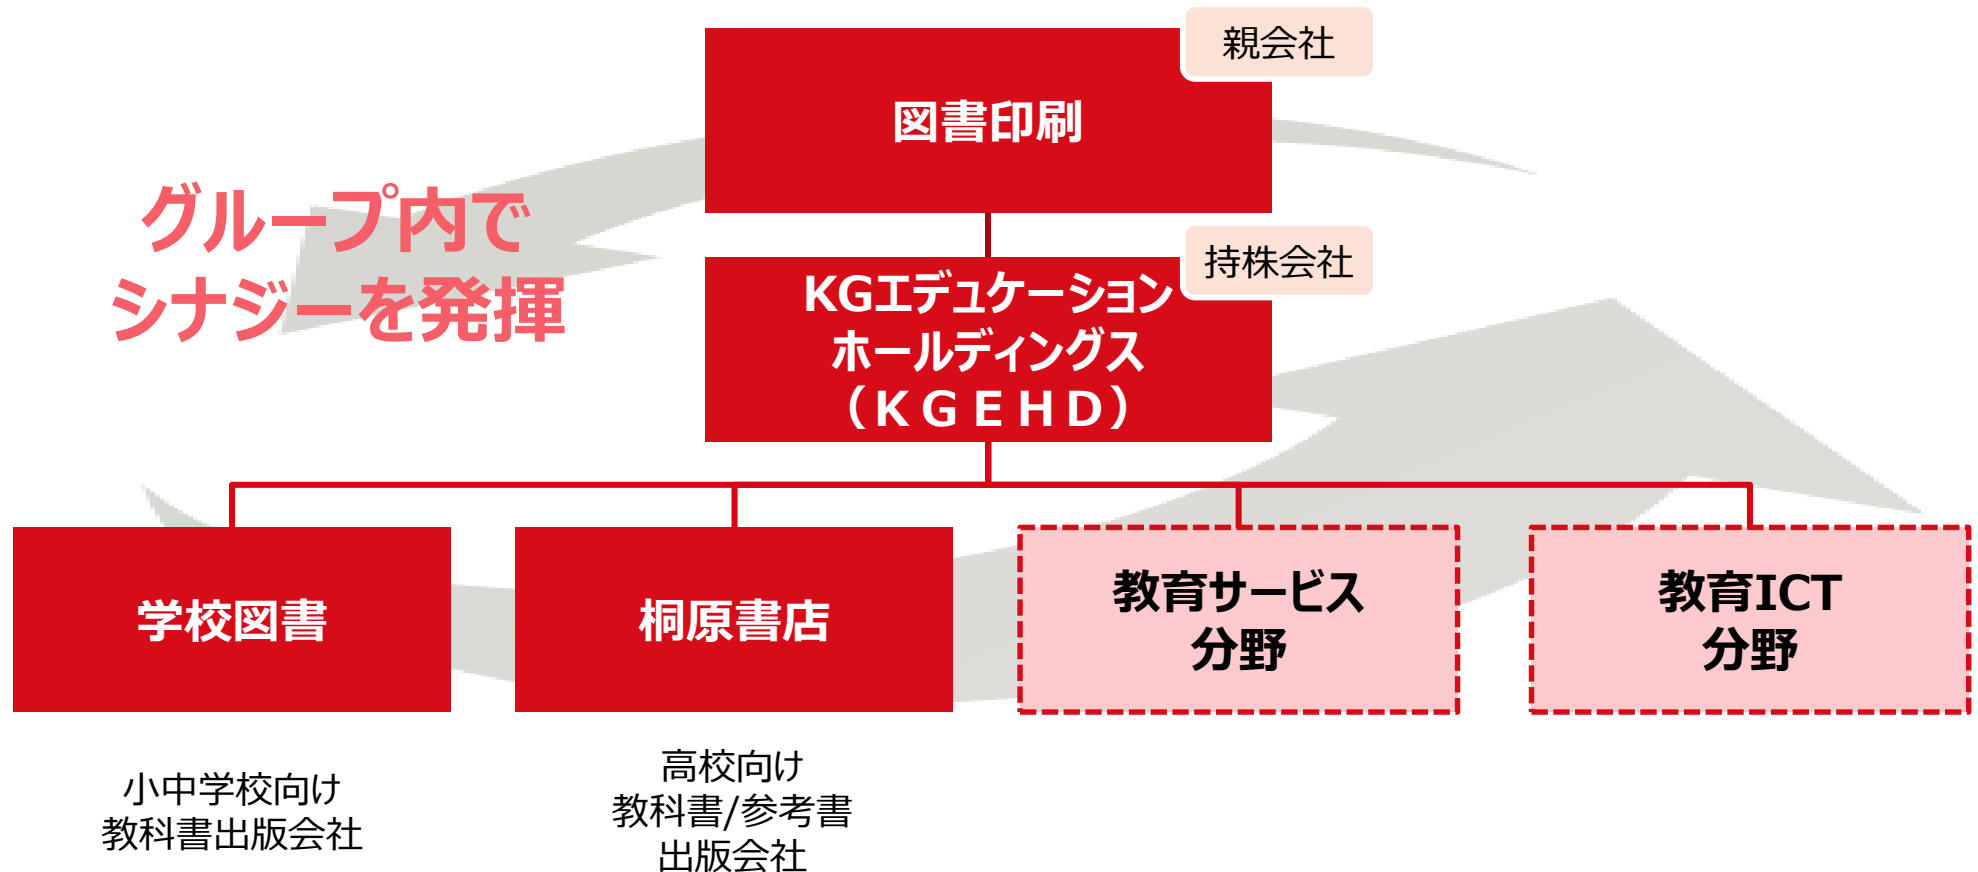 親会社
図書印刷
グループ内で
シナジーを発揮
持株会社
KGエデュケーション
ホールディングス
（ＫＧＥＨＤ）
学校図書
桐原書店
教育サービス
分野
教育ICT
分野
小中学校向け
教科書出版会社
高校向け
教科書/参考書
出版会社